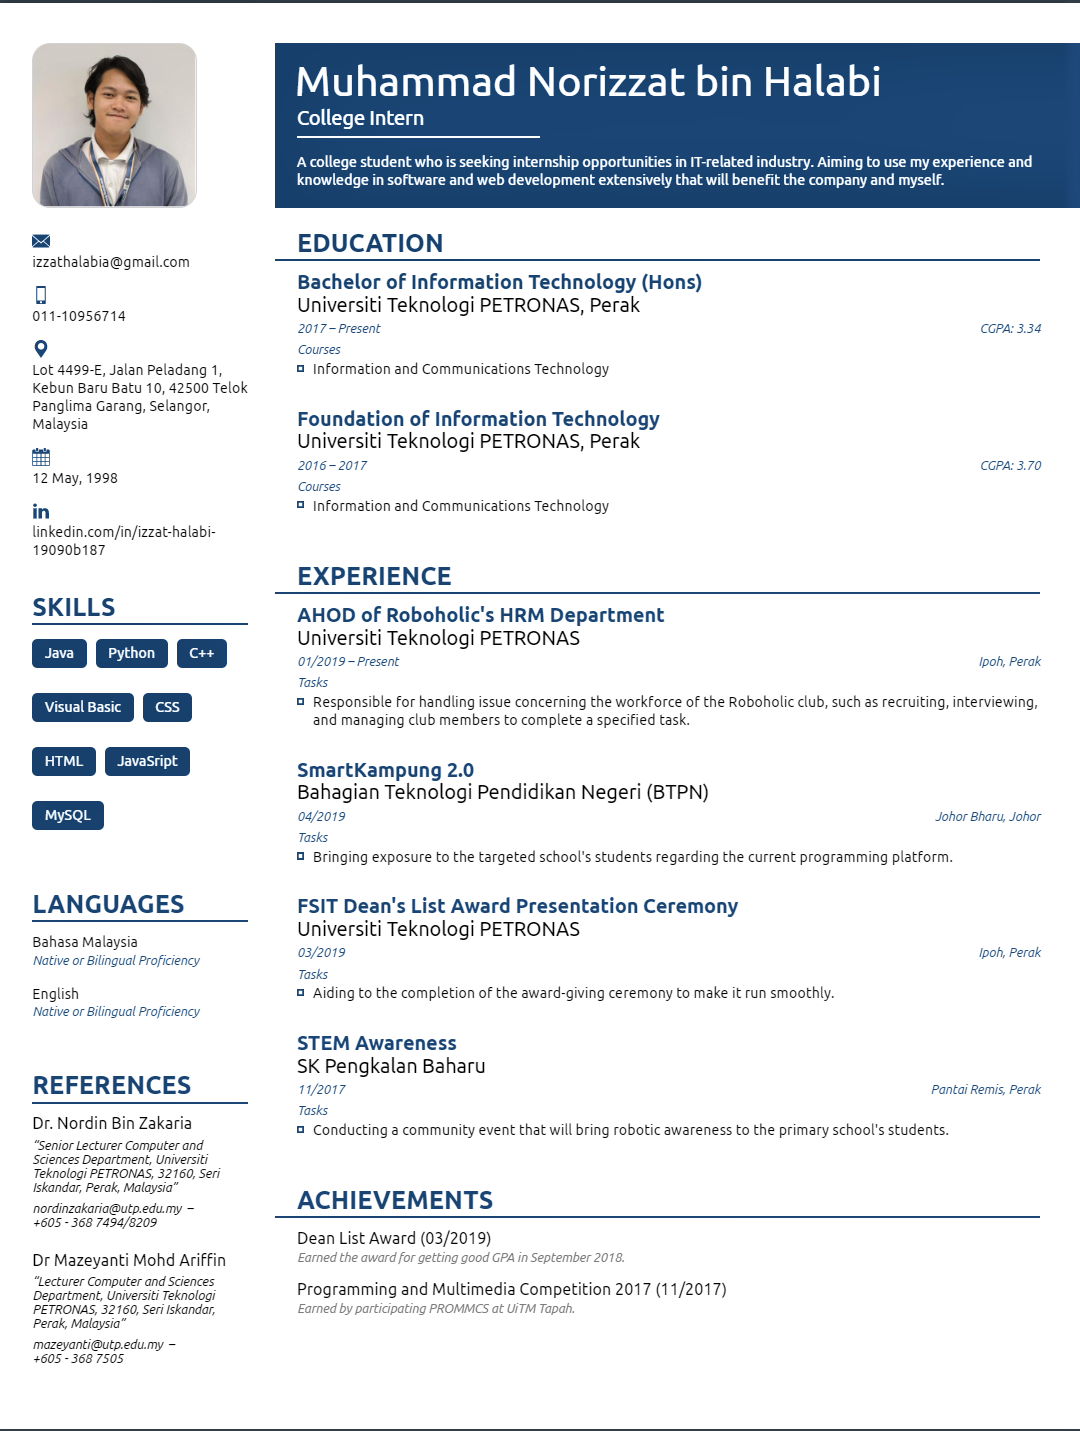 Muhammad Norizzat bin Halabi
College Intern
A college student who is seeking internship opportunities in IT-related industry. Aiming to use my experience and
knowledge in software and web development extensively that will benefit the company and myself.
izzathalabia@gmail.com
011-10956714
Lot 4499-E, Jalan Peladang 1,
Kebun Baru Batu 10, 42500 Telok
Panglima Garang, Selangor,
Malaysia
12 May, 1998
linkedin.com/in/izzat-halabi-
19090b187
SKILLS
Java Python C++
Visual Basic CSS
HTML JavaSript
MySQL
LANGUAGES
Bahasa Malaysia
Native or Bilingual Proficiency
English
Native or Bilingual Proficiency
REFERENCES
Dr. Nordin Bin Zakaria
“Senior Lecturer Computer and
Sciences Department, Universiti
Teknologi PETRONAS, 32160, Seri
Iskandar, Perak, Malaysia”
nordinzakaria@utp.edu.my –
+605 - 368 7494/8209
Dr Mazeyanti Mohd Ariffin
“Lecturer Computer and Sciences
Department, Universiti Teknologi
PETRONAS, 32160, Seri Iskandar,
Perak, Malaysia”
mazeyanti@utp.edu.my –
+605 - 368 7505
EDUCATION
Bachelor of Information Technology (Hons)
Universiti Teknologi PETRONAS, Perak
2017 – Present CGPA: 3.34
Courses
Information and Communications Technology
Foundation of Information Technology
Universiti Teknologi PETRONAS, Perak
2016 – 2017 CGPA: 3.70
Courses
Information and Communications Technology
EXPERIENCE
AHOD of Roboholic's HRM Department
Universiti Teknologi PETRONAS
01/2019 – Present Ipoh, Perak
Tasks
Responsible for handling issue concerning the workforce of the Roboholic club, such as recruiting, interviewing,
and managing club members to complete a specified task.
SmartKampung 2.0
Bahagian Teknologi Pendidikan Negeri (BTPN)
04/2019 Johor Bharu, Johor
Tasks
Bringing exposure to the targeted school's students regarding the current programming platform.
FSIT Dean's List Award Presentation Ceremony
Universiti Teknologi PETRONAS
03/2019 Ipoh, Perak
Tasks
Aiding to the completion of the award-giving ceremony to make it run smoothly.
STEM Awareness
SK Pengkalan Baharu
11/2017 Pantai Remis, Perak
Tasks
Conducting a community event that will bring robotic awareness to the primary school's students.
ACHIEVEMENTS
Dean List Award (03/2019)
Earned the award for getting good GPA in September 2018.
Programming and Multimedia Competition 2017 (11/2017)
Earned by participating PROMMCS at UiTM Tapah.